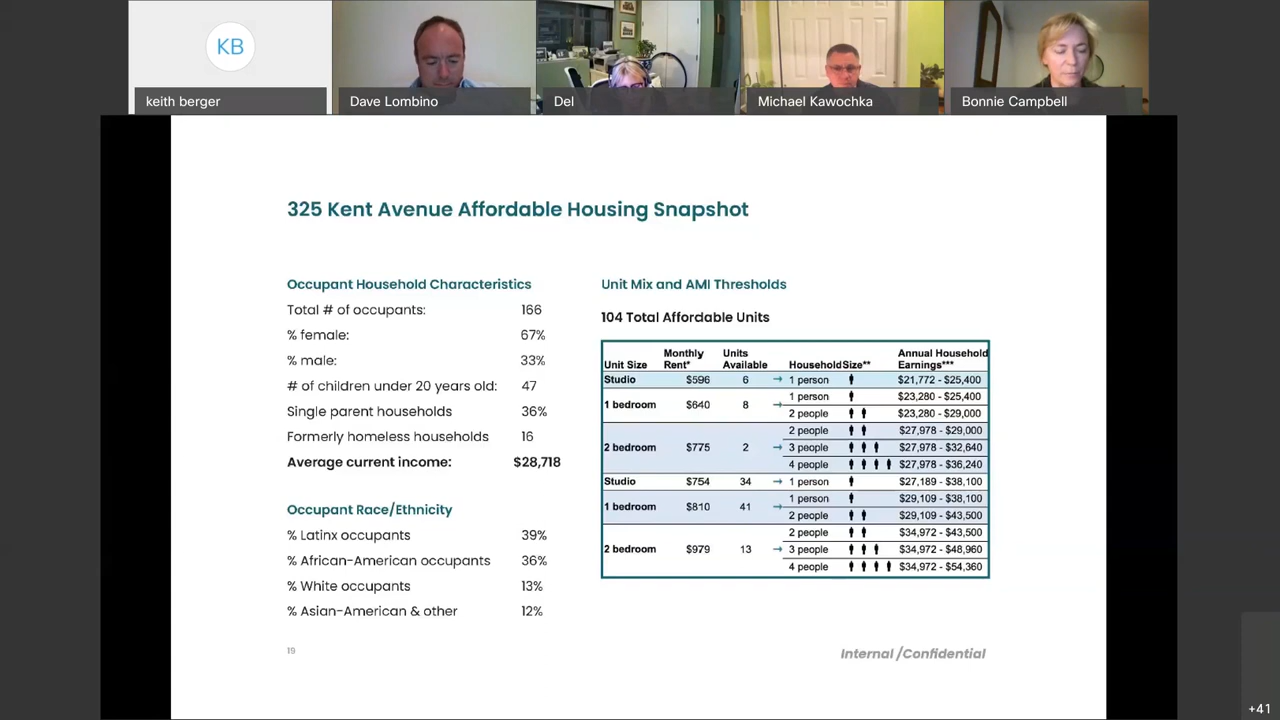 KB
keith berger
Dave Lombino
Del
Michael Kawochka
Bonnie Campbell
325 Kent Avenue Affordable Housing Snapshot
Occupant Household Characteristics
Total # of occupants: 166
% female: 67%
% male: 33%
# of children under 20 years old: 47
Single parent households 36%
Formerly homeless households 16
Average current income: $28,718
Occupant Race/Ethnicity
% Latinx occupants 39%
% African-American occupants 36%
% White occupants 13%
% Asian-American & other 12%
Unit Mix and AMI Thresholds
104 Total Affordable Units
Unit Size Monthly Rent* Units Available Household Size** Annual Household Earnings***
Studio $596 6 → 1 person $21,772 - $25,400
1 bedroom $640 8 → 1 person $23,280 - $25,400
2 people $23,280 - $29,000
2 bedroom $775 2 → 2 people $27,978 - $29,000
3 people $27,978 - $32,640
4 people $27,978 - $36,240
Studio $754 34 → 1 person $27,189 - $38,100
1 bedroom $810 41 → 1 person $29,109 - $38,100
2 people $29,109 - $43,500
2 bedroom $979 13 → 2 people $34,972 - $43,500
3 people $34,972 - $48,960
4 people $34,972 - $54,360
19
Internal /Confidential
+41